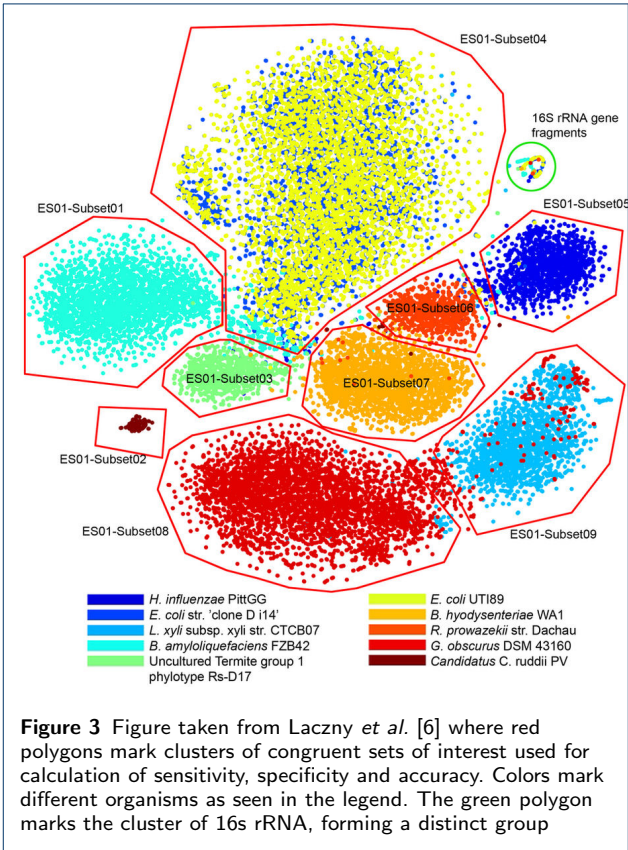 ES01-Subset04
16S rRNA gene
fragments
ES01-Subset05
ES01-Subset01
ES01-Subset06
ES01-Subset03
ES01-Subset07
ES01-Subset02
ES01-Subset08
ES01-Subset09
H. influenzae PittGG
E. coli str. 'clone D i14'
L. xyli subsp. xyli str. CTCB07
B. amyloliquefaciens FZB42
Uncultured Termite group 1
phylotype Rs-D17
E. coli UTI89
B. hyodysenteriae WA1
R. prowazekii str. Dachau
G. obscurus DSM 43160
Candidatus C. ruddii PV
Figure 3 Figure taken from Laczny et al. [6] where red
polygons mark clusters of congruent sets of interest used for
calculation of sensitivity, specificity and accuracy. Colors mark
different organisms as seen in the legend. The green polygon
marks the cluster of 16s rRNA, forming a distinct group